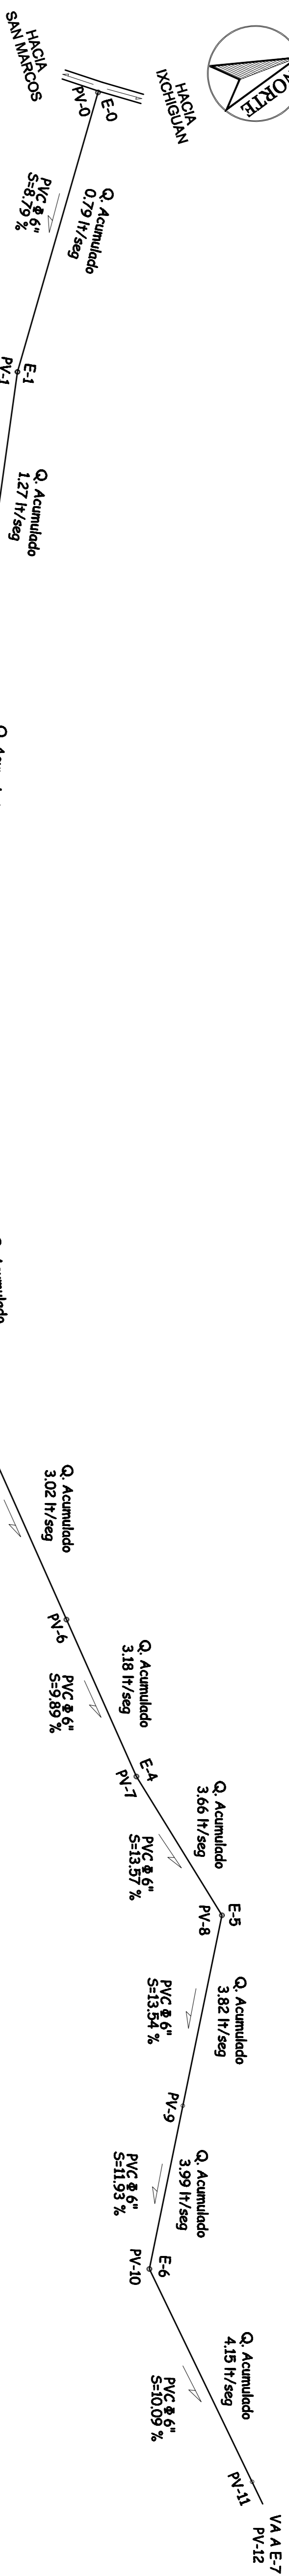 NORTE
HACIA
IXCHIGUAN
HACIA
SAN MARCOS
E-0
PV-0
Q. Acumulado
0.79 lt/seg
PVC Φ 6"
S=8.79 %
E-1
PV-1
Q. Acumulado
1.27 lt/seg
Q. Acumulado
3.02 lt/seg
PV-6
PVC Φ 6"
S=9.89 %
Q. Acumulado
3.18 lt/seg
E-4
PV-7
PVC Φ 6"
S=13.57 %
Q. Acumulado
3.66 lt/seg
E-5
PV-8
PVC Φ 6"
S=13.54 %
Q. Acumulado
3.82 lt/seg
PV-9
PVC Φ 6"
S=11.93 %
Q. Acumulado
3.99 lt/seg
E-6
PV-10
PVC Φ 6"
S=10.09 %
Q. Acumulado
4.15 lt/seg
PV-11
VA A E-7
PV-12